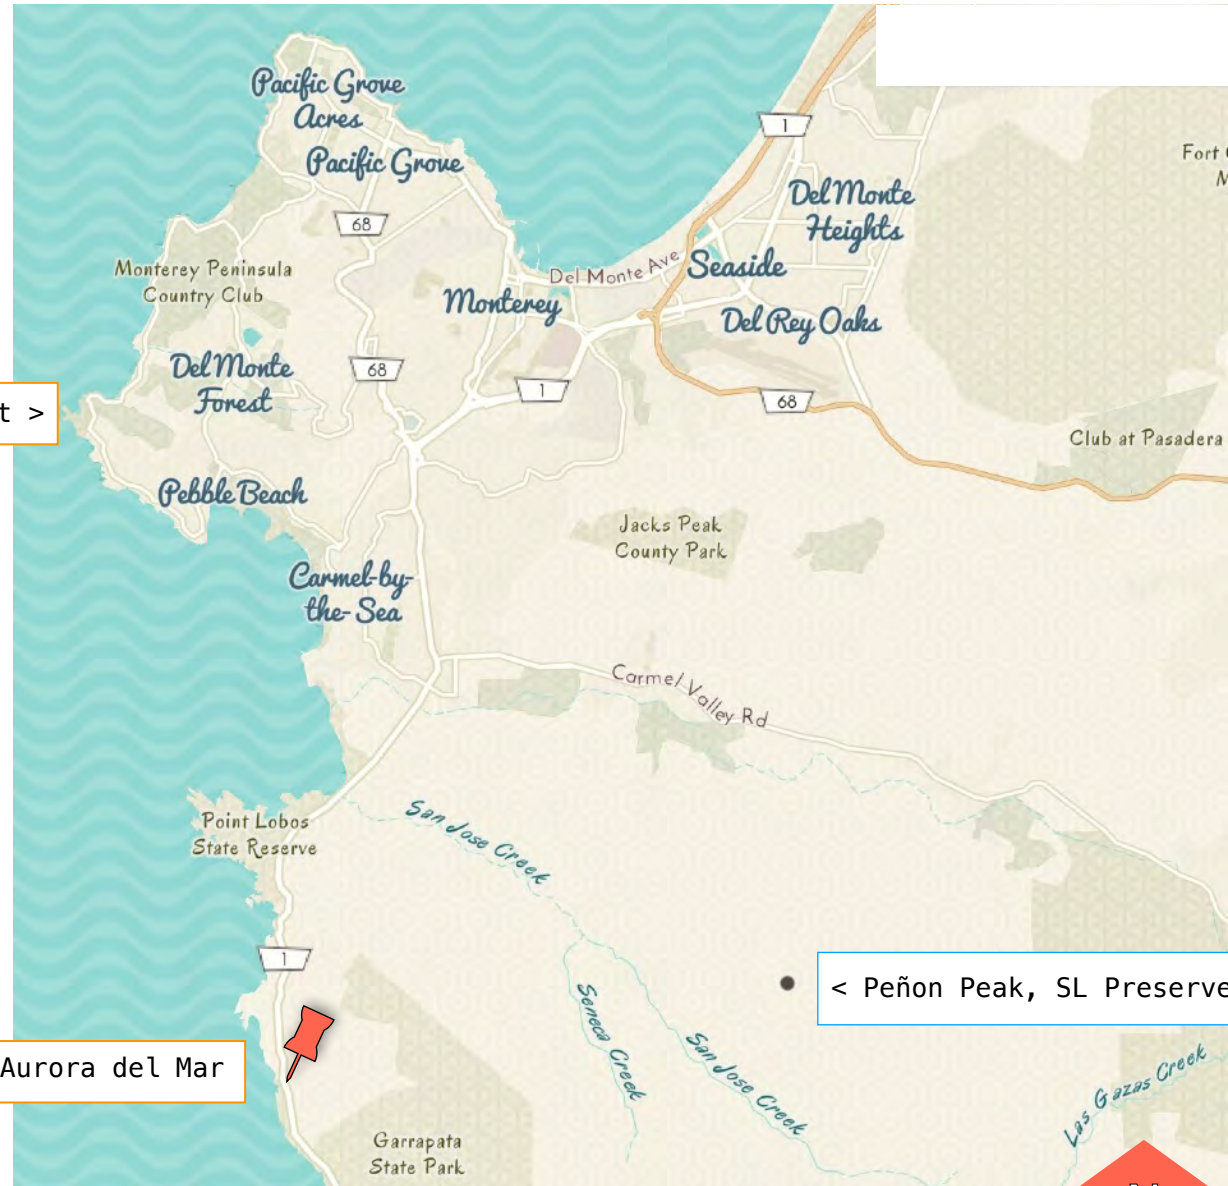 Pacific Grove
Acres
Pacific Grove
1
Fort
68
Del Monte
Heights
Monterey Peninsula
Country Club
Del Monte Ave
Seaside
Monterey
Del Rey Oaks
Del Monte
Forest
68
1
68
t >
Club at Pasadera
Pebble Beach
Jacks Peak
County Park
Carmel-by-
the-Sea
Carmel Valley Rd
San Jose Creek
Point Lobos
State Reserve
1
< Peñon Peak, SL Preserve
Seneca Creek
San Jose Creek
Aurora del Mar
Las Gazas Creek
Garrapata
State Park